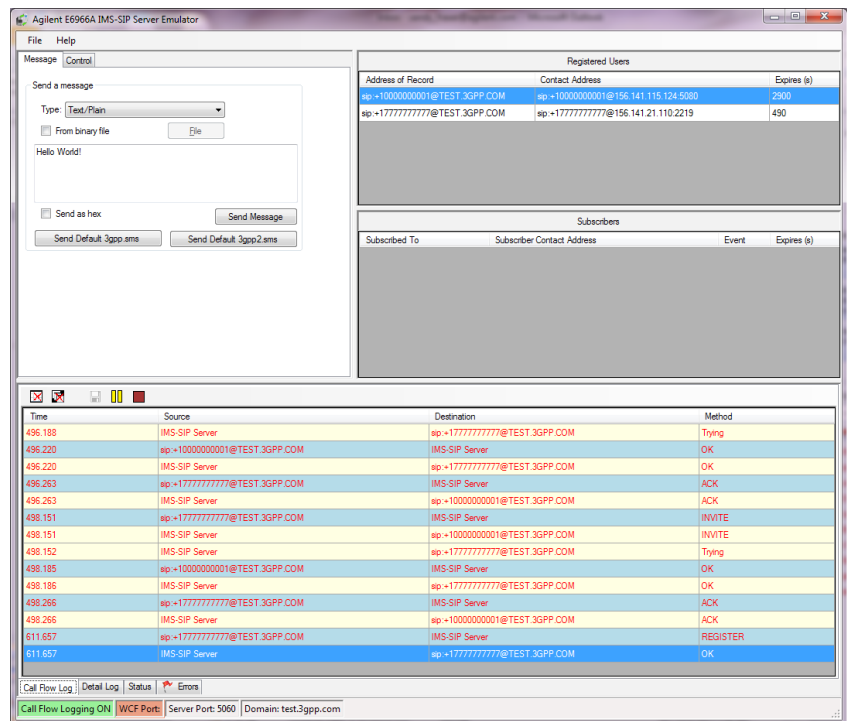 Agilent E6966A IMS-SIP Server Emulator
File Help
Message Control
Send a message
Type: Text/Plain
From binary file File
Hello World!
Send as hex Send Message
Send Default 3gpp.sms Send Default 3gpp2.sms
Registered Users
Address of Record Contact Address Expires (s)
sip:+10000000001@TEST.3GPP.COM sip:+10000000001@156.141.115.124:5080 2900
sip:+17777777777@TEST.3GPP.COM sip:+17777777777@156.141.21.110:2219 490
Subscribers
Subscribed To Subscriber Contact Address Event Expires (s)
Time Source Destination Method
496.188 IMS-SIP Server sip:+17777777777@TEST.3GPP.COM Trying
496.220 sip:+10000000001@TEST.3GPP.COM IMS-SIP Server OK
496.220 IMS-SIP Server sip:+17777777777@TEST.3GPP.COM OK
496.263 sip:+17777777777@TEST.3GPP.COM IMS-SIP Server ACK
496.263 IMS-SIP Server sip:+10000000001@TEST.3GPP.COM ACK
498.151 sip:+17777777777@TEST.3GPP.COM IMS-SIP Server INVITE
498.151 IMS-SIP Server sip:+10000000001@TEST.3GPP.COM INVITE
498.152 IMS-SIP Server sip:+17777777777@TEST.3GPP.COM Trying
498.185 sip:+10000000001@TEST.3GPP.COM IMS-SIP Server OK
498.186 IMS-SIP Server sip:+17777777777@TEST.3GPP.COM OK
498.266 sip:+17777777777@TEST.3GPP.COM IMS-SIP Server ACK
498.266 IMS-SIP Server sip:+10000000001@TEST.3GPP.COM ACK
611.657 sip:+17777777777@TEST.3GPP.COM IMS-SIP Server REGISTER
611.657 IMS-SIP Server sip:+17777777777@TEST.3GPP.COM OK
Call Flow Log Detail Log Status Errors
Call Flow Logging ON WCF Port: Server Port: 5060 Domain: test.3gpp.com